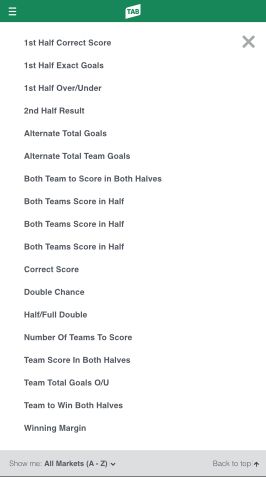 TAB
1st Half Correct Score
1st Half Exact Goals
1st Half Over/Under
2nd Half Result
Alternate Total Goals
Alternate Total Team Goals
Both Team to Score in Both Halves
Both Teams Score in Half
Both Teams Score in Half
Both Teams Score in Half
Correct Score
Double Chance
Half/Full Double
Number Of Teams To Score
Team Score In Both Halves
Team Total Goals O/U
Team to Win Both Halves
Winning Margin
Show me: All Markets (A - Z) Back to top